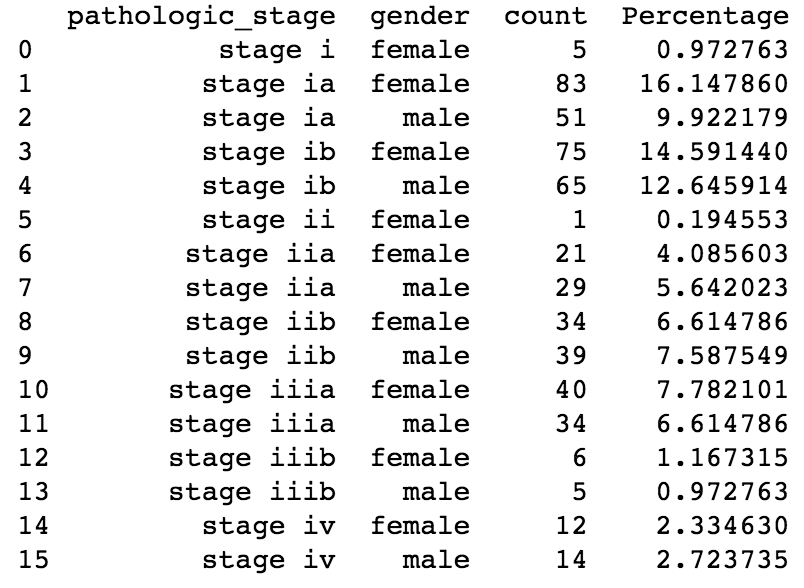 pathologic_stage gender count Percentage
0 stage i female 5 0.972763
1 stage ia female 83 16.147860
2 stage ia male 51 9.922179
3 stage ib female 75 14.591440
4 stage ib male 65 12.645914
5 stage ii female 1 0.194553
6 stage iia female 21 4.085603
7 stage iia male 29 5.642023
8 stage iib female 34 6.614786
9 stage iib male 39 7.587549
10 stage iiia female 40 7.782101
11 stage iiia male 34 6.614786
12 stage iiib female 6 1.167315
13 stage iiib male 5 0.972763
14 stage iv female 12 2.334630
15 stage iv male 14 2.723735